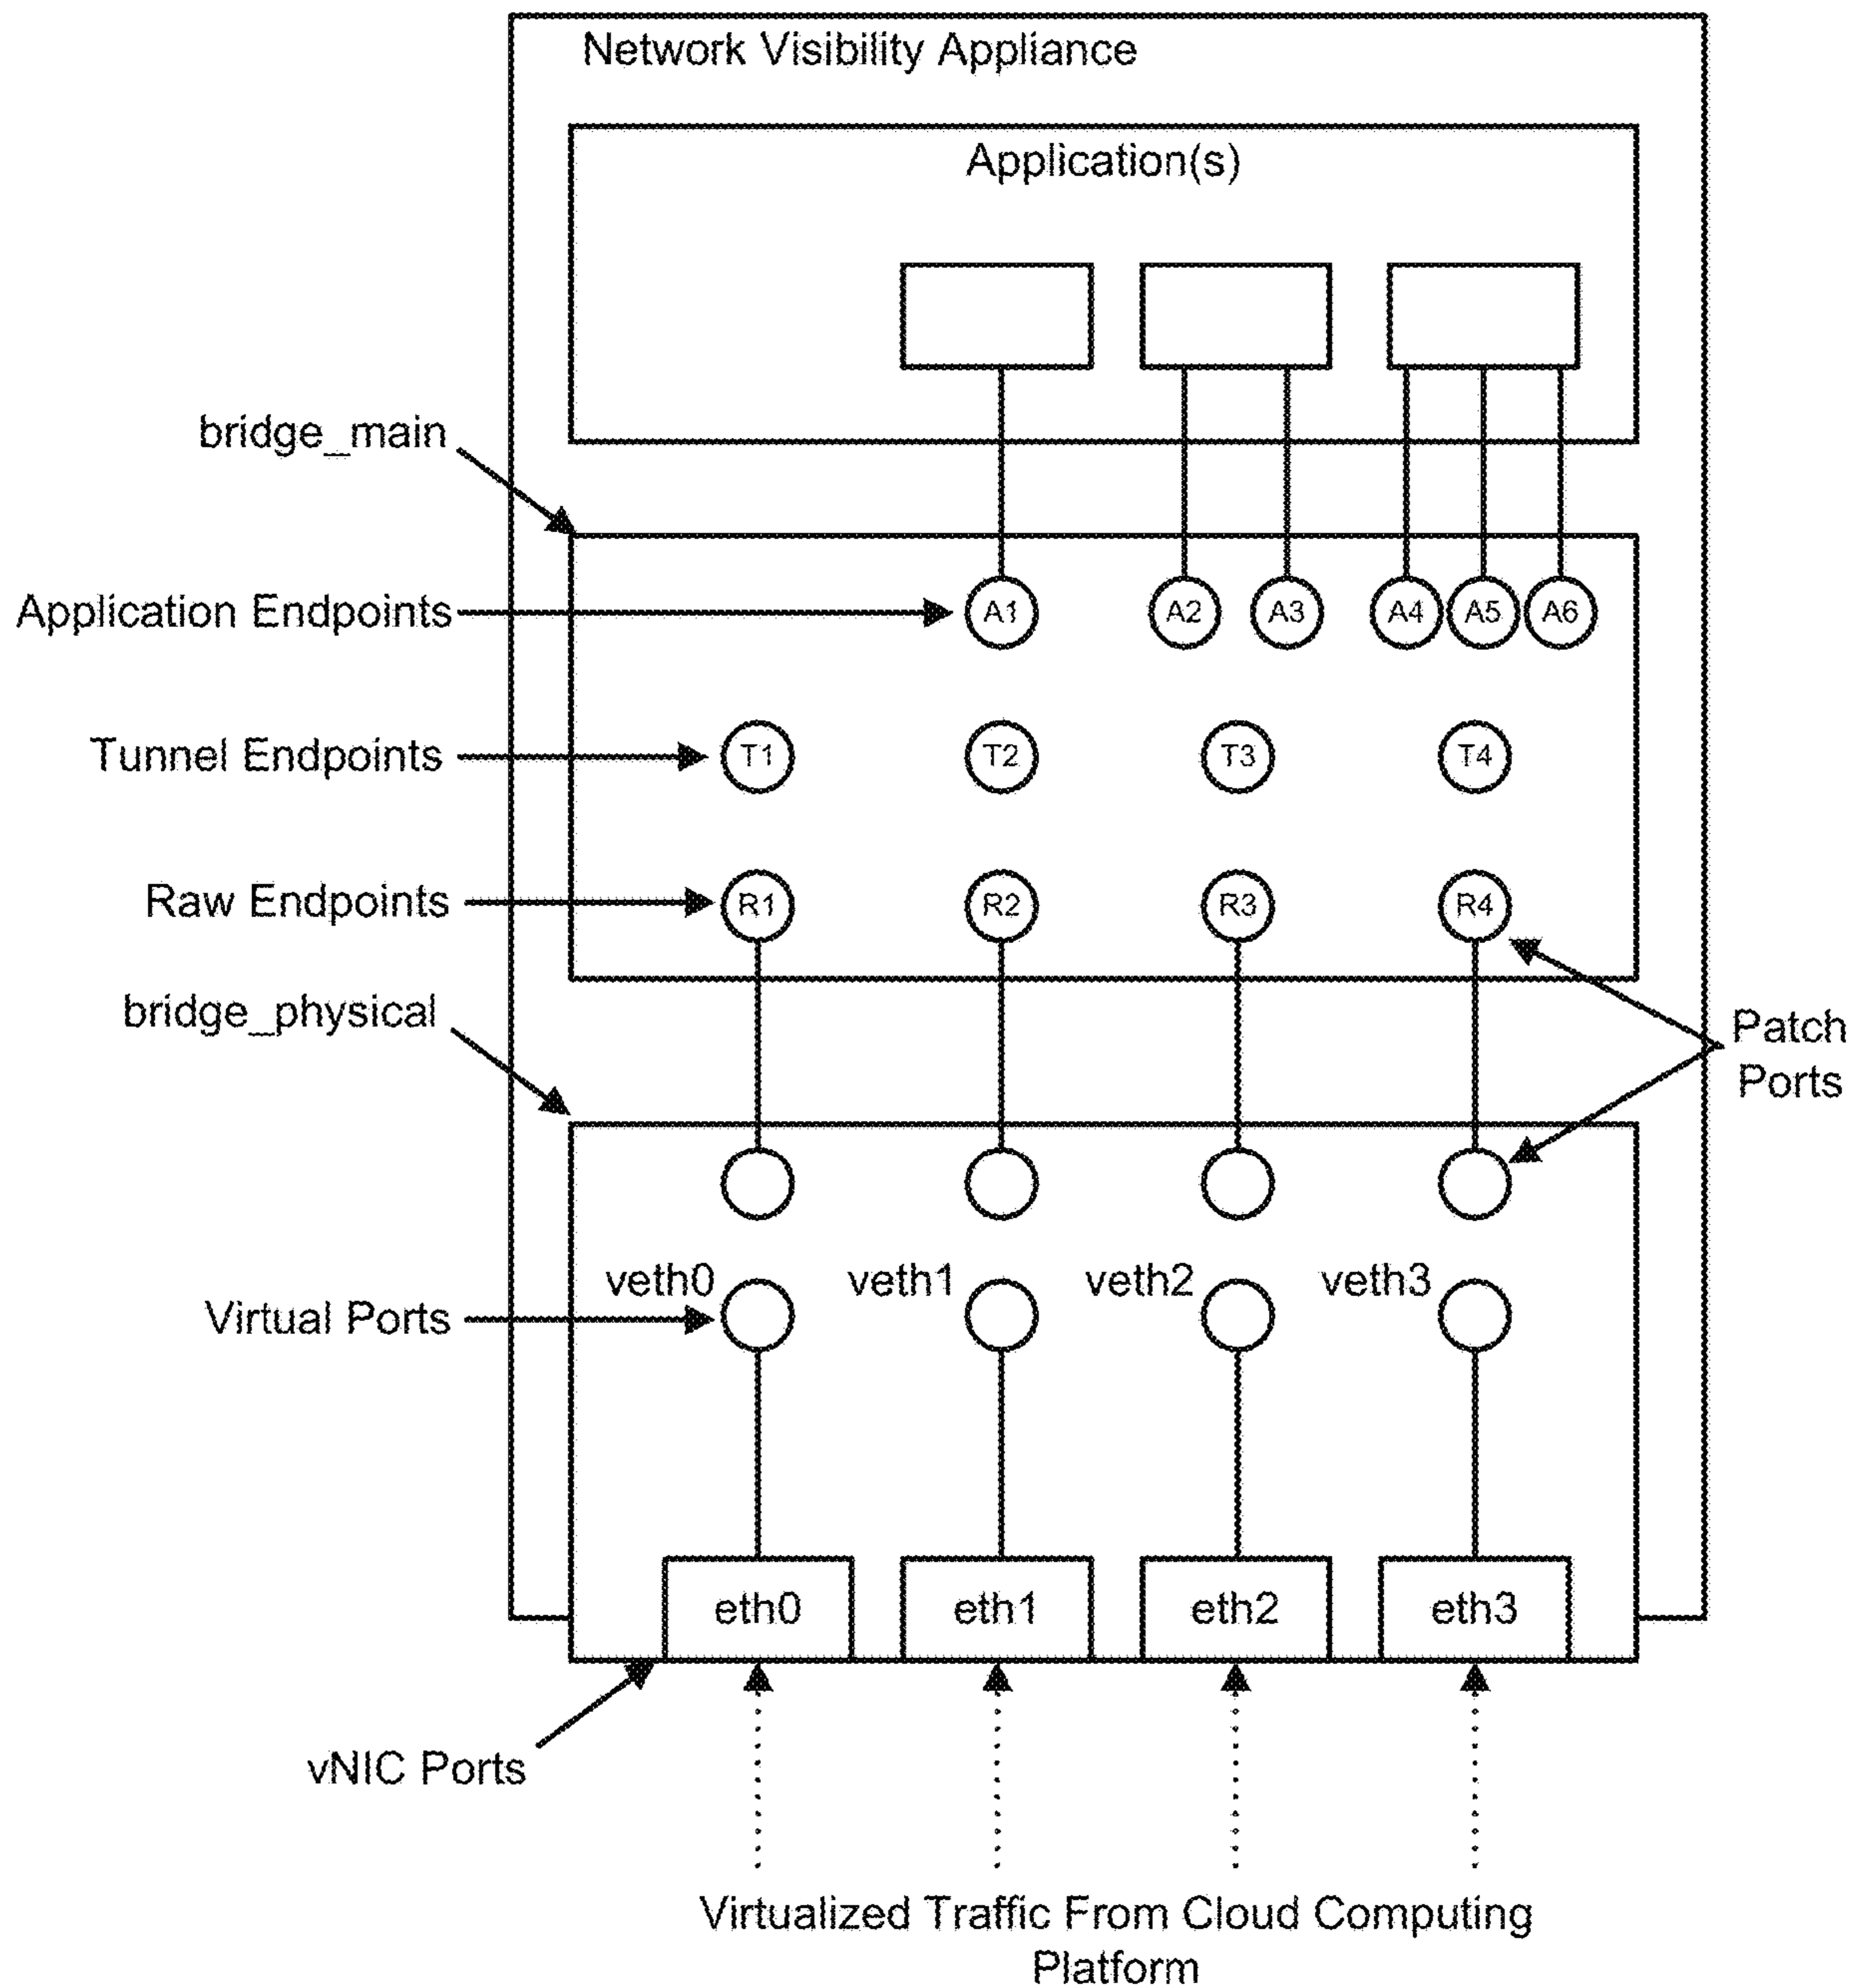 Network Visibility Appliance
Application(s)
bridge_main
Application Endpoints
A1 A2 A3 A4 A5 A6
Tunnel Endpoints
T1 T2 T3 T4
Raw Endpoints
R1 R2 R3 R4
bridge_physical
Patch
Ports
veth0 veth1 veth2 veth3
Virtual Ports
eth0 eth1 eth2 eth3
vNIC Ports
Virtualized Traffic From Cloud Computing
Platform